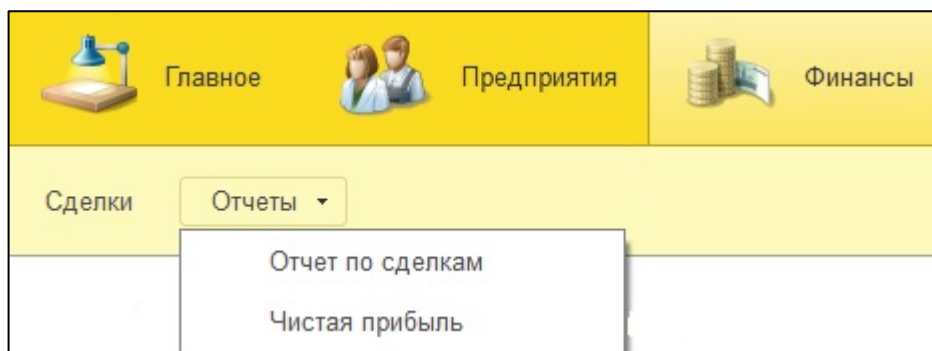 Главное Предприятия Финансы
Сделки Отчеты
Отчет по сделкам
Чистая прибыль